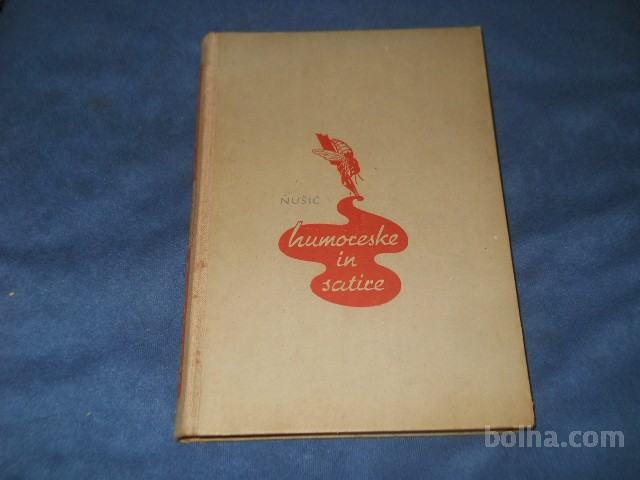 NUŠIĆ
humoreske
in
satire
bolha.com